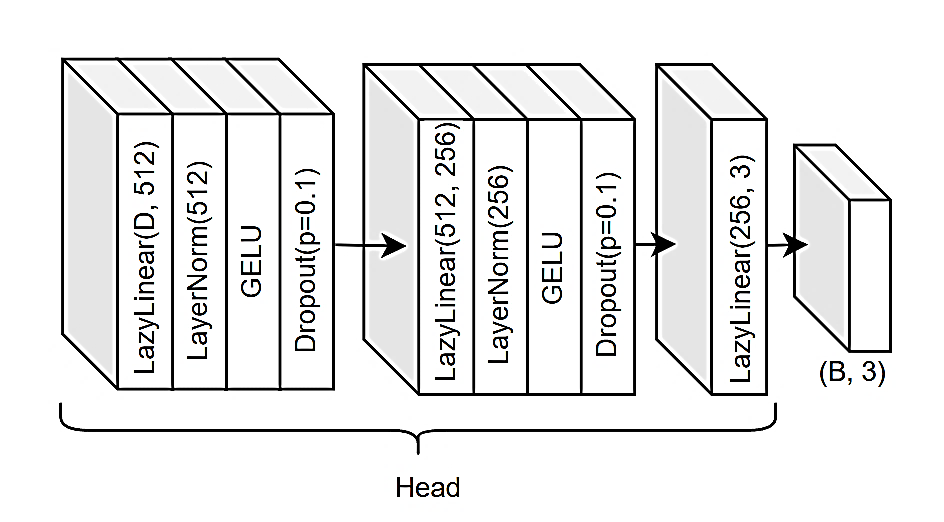 LazyLinear(D, 512)
LayerNorm(512)
GELU
Dropout(p=0.1)
LazyLinear(512, 256)
LayerNorm(256)
GELU
Dropout(p=0.1)
LazyLinear(256, 3)
(B, 3)
Head